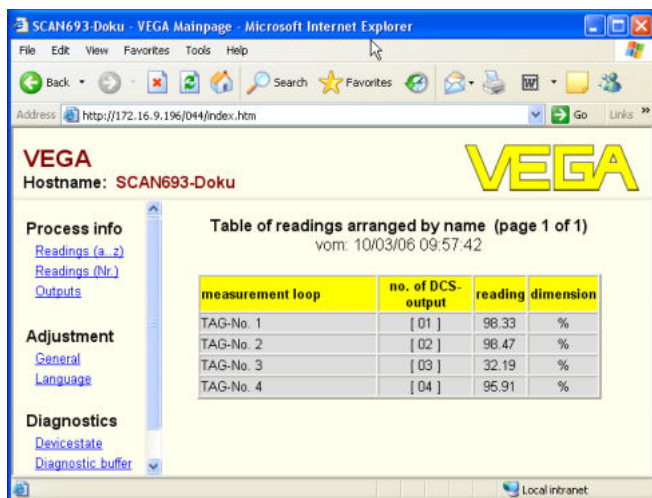 SCAN693-Doku - VEGA Mainpage - Microsoft Internet Explorer
File Edit View Favorites Tools Help
Back Search Favorites
Address http://172.16.9.196/044/index.htm Go Links »
VEGA
Hostname: SCAN693-Doku
VEGA
Process info
Readings (a..z)
Readings (Nr.)
Outputs
Adjustment
General
Language
Diagnostics
Devicestate
Diagnostic buffer
Table of readings arranged by name (page 1 of 1)
vom: 10/03/06 09:57:42
measurement loop no. of DCS-output reading dimension
TAG-No. 1 [ 01 ] 98.33 %
TAG-No. 2 [ 02 ] 98.47 %
TAG-No. 3 [ 03 ] 32.19 %
TAG-No. 4 [ 04 ] 95.91 %
Local intranet